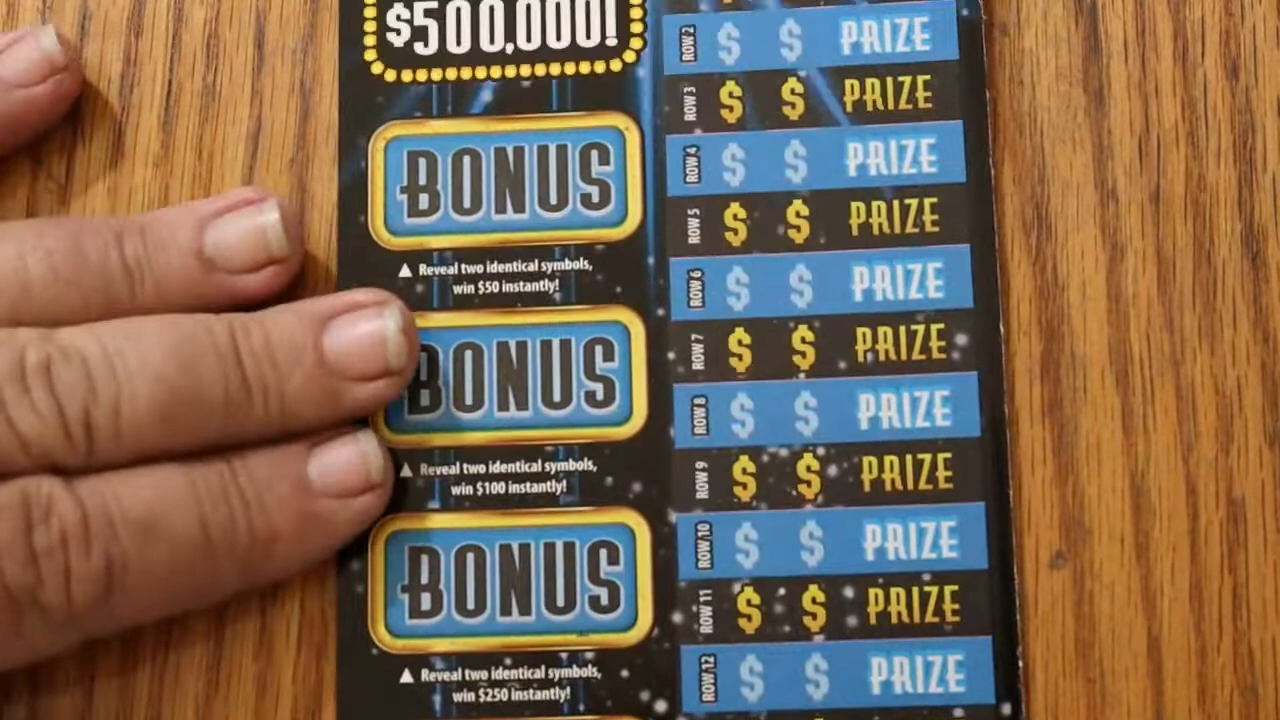 $500,000!
BONUS
▲ Reveal two identical symbols,
win $50 instantly!
BONUS
▲ Reveal two identical symbols,
win $100 instantly!
BONUS
▲ Reveal two identical symbols,
win $250 instantly!
ROW 2 $ $ PRIZE
ROW 3 $ $ PRIZE
ROW 4 $ $ PRIZE
ROW 5 $ $ PRIZE
ROW 6 $ $ PRIZE
ROW 7 $ $ PRIZE
ROW 8 $ $ PRIZE
ROW 9 $ $ PRIZE
ROW 10 $ $ PRIZE
ROW 11 $ $ PRIZE
ROW 12 $ $ PRIZE